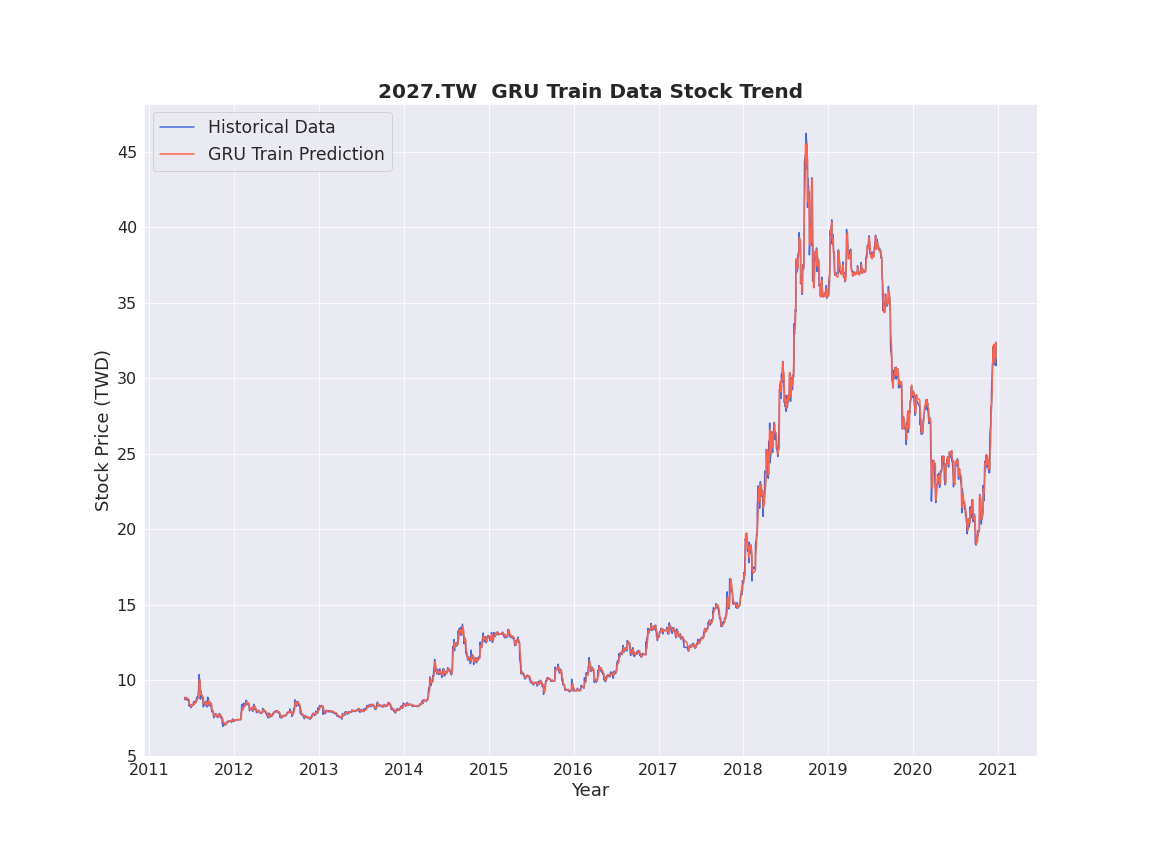 2027.TW  GRU Train Data Stock Trend
Historical Data
GRU Train Prediction
45
40
35
30
25
20
15
10
5
Stock Price (TWD)
2011 2012 2013 2014 2015 2016 2017 2018 2019 2020 2021
Year